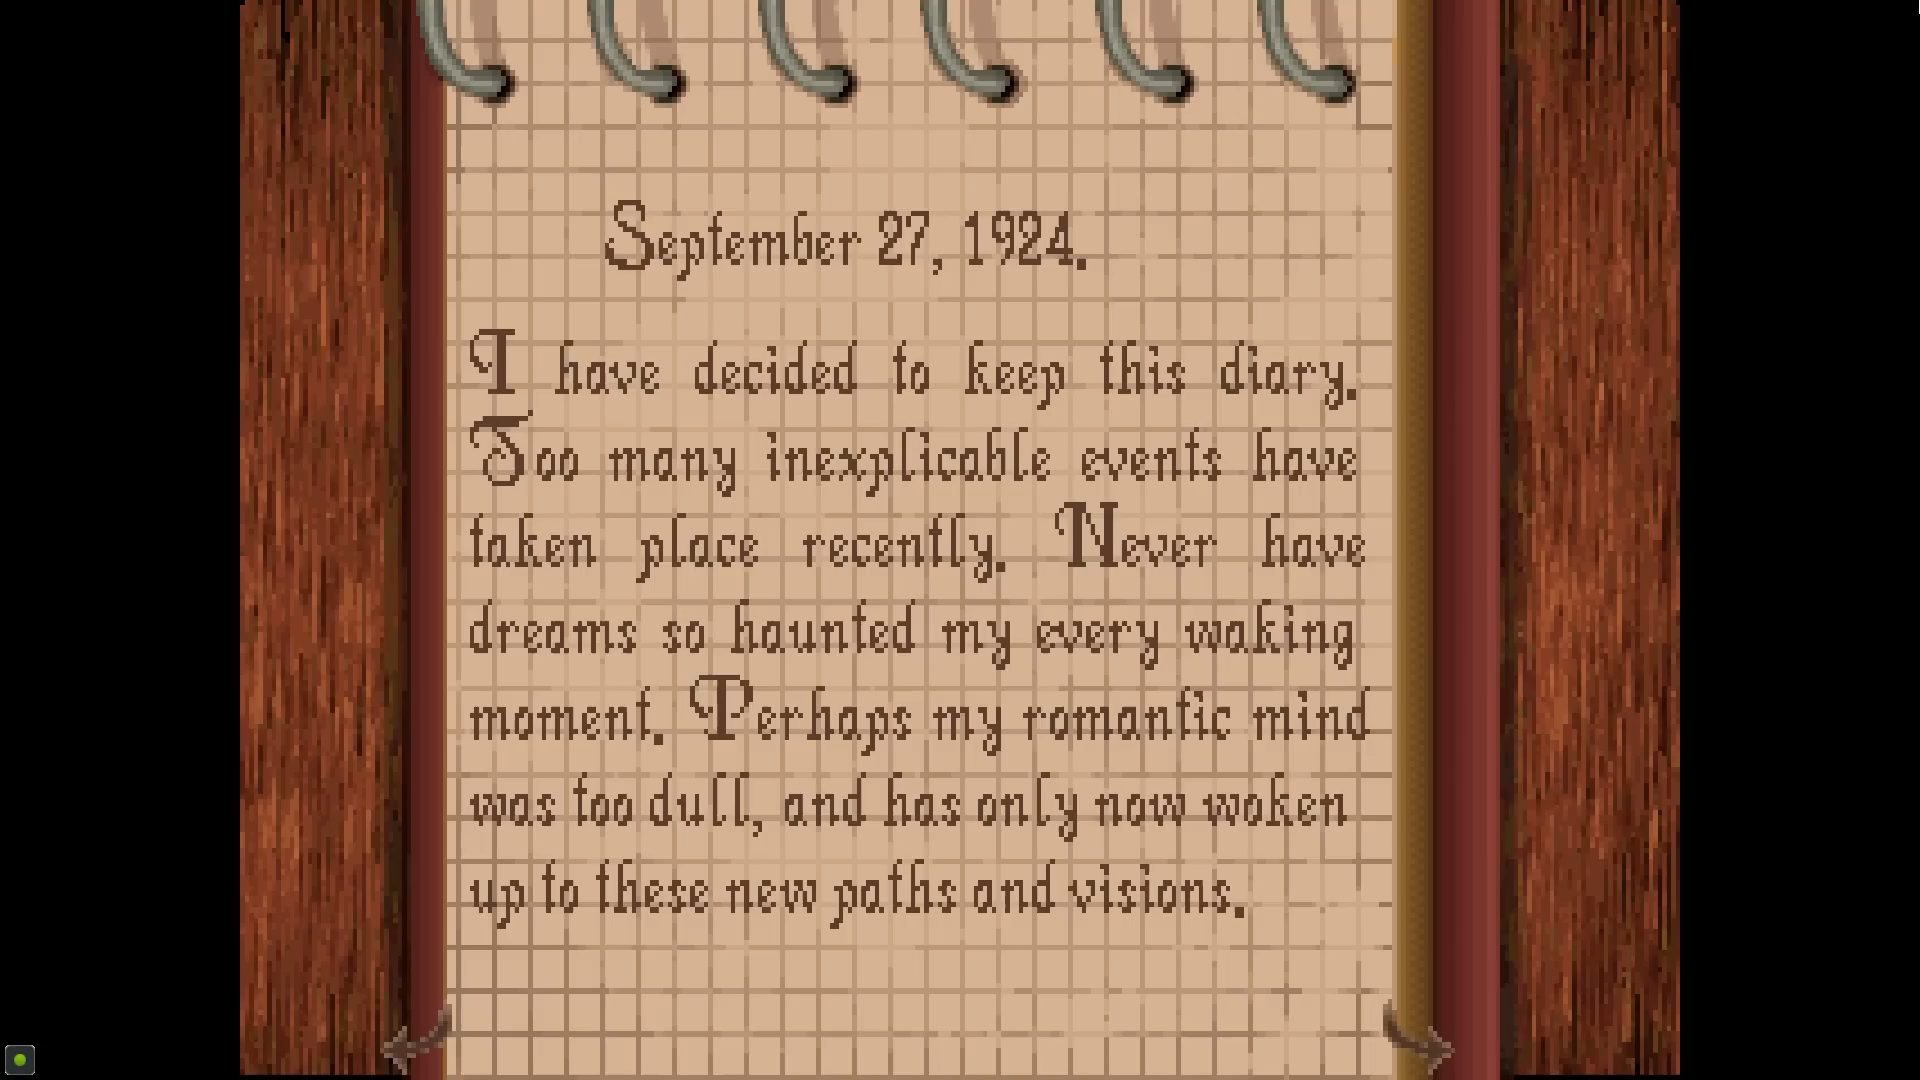 September 27, 1924.
I have decided to keep this diary.
Too many inexplicable events have
taken place recently. Never have
dreams so haunted my every waking
moment. Perhaps my romantic mind
was too dull, and has only now woken
up to these new paths and visions.